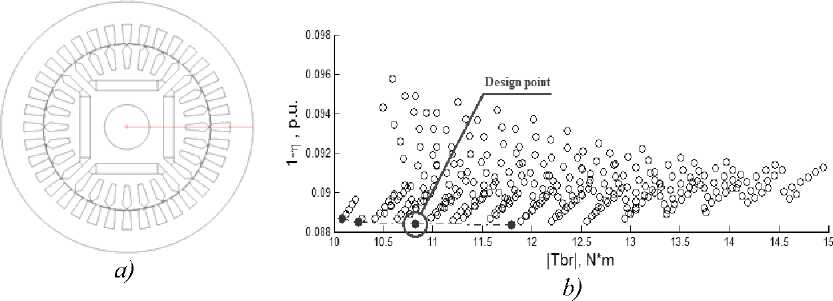 0.098
0.096
0.094
0.092
0.09
0.088
1-η , p.u.
Design point
10 10.5 11 11.5 12 12.5 13 13.5 14 14.5 15
|Tbr|, N*m
a)
b)